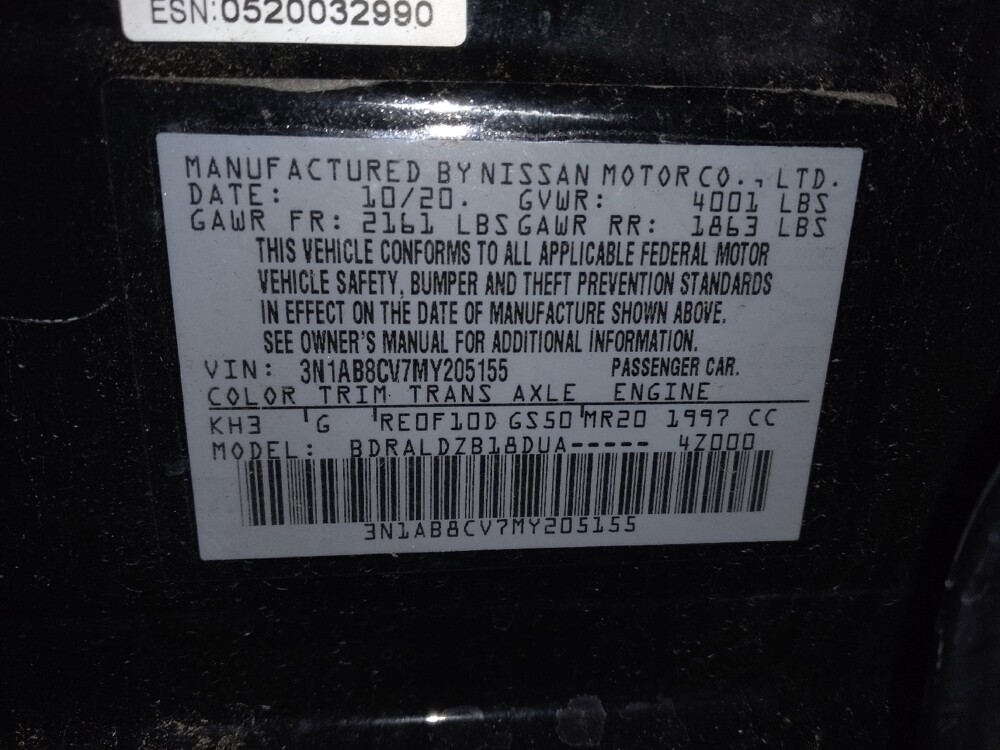 ESN:0520032990
MANUFACTURED BY NISSAN MOTOR CO., LTD.
DATE: 10/20. GVWR: 4001 LBS
GAWR FR: 2161 LBS GAWR RR: 1863 LBS
THIS VEHICLE CONFORMS TO ALL APPLICABLE FEDERAL MOTOR
VEHICLE SAFETY, BUMPER AND THEFT PREVENTION STANDARDS
IN EFFECT ON THE DATE OF MANUFACTURE SHOWN ABOVE.
SEE OWNER'S MANUAL FOR ADDITIONAL INFORMATION.
VIN: 3N1AB8CV7MY205155 PASSENGER CAR.
COLOR TRIM TRANS AXLE ENGINE
KH3 G RE0F10D GS50 MR20 1997 CC
MODEL: BDRALDZB18DUA----- 4Z000
3N1AB8CV7MY205155